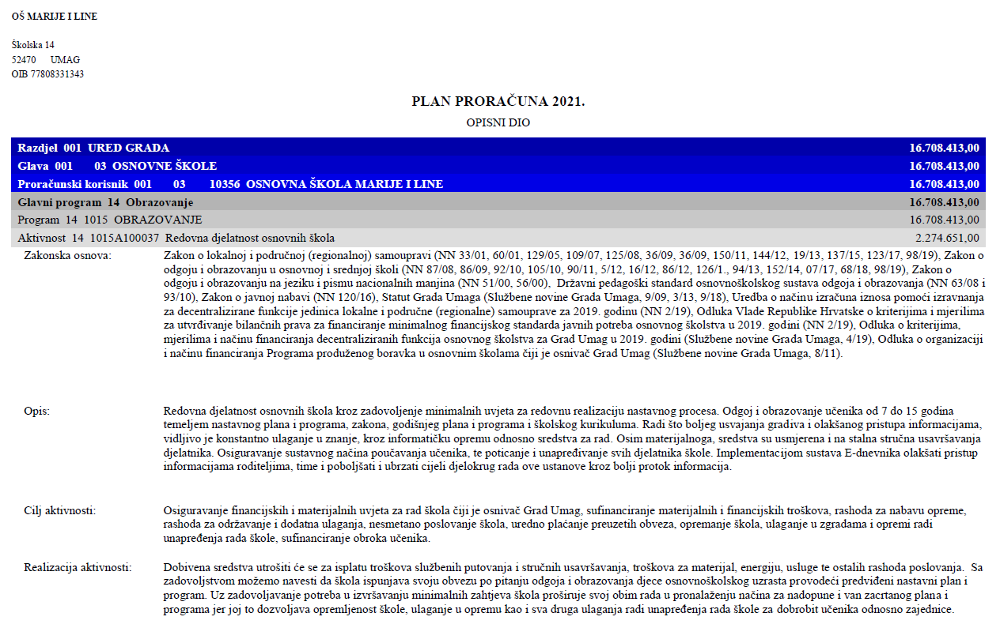 OŠ MARIJE I LINE
Školska 14
52470 UMAG
OIB 77808331343
PLAN PRORAČUNA 2021.
OPISNI DIO
Razdjel 001 URED GRADA 16.708.413,00
Glava 001 03 OSNOVNE ŠKOLE 16.708.413,00
Proračunski korisnik 001 03 10356 OSNOVNA ŠKOLA MARIJE I LINE 16.708.413,00
Glavni program 14 Obrazovanje 16.708.413,00
Program 14 1015 OBRAZOVANJE 16.708.413,00
Aktivnost 14 1015A100037 Redovna djelatnost osnovnih škola 2.274.651,00
Zakonska osnova: Zakon o lokalnoj i područnoj (regionalnoj) samoupravi (NN 33/01, 60/01, 129/05, 109/07, 125/08, 36/09, 36/09, 150/11, 144/12, 19/13, 137/15, 123/17, 98/19), Zakon o
odgoju i obrazovanju u osnovnoj i srednjoj školi (NN 87/08, 86/09, 92/10, 105/10, 90/11, 5/12, 16/12, 86/12, 126/1., 94/13, 152/14, 07/17, 68/18, 98/19), Zakon o
odgoju i obrazovanju na jeziku i pismu nacionalnih manjina (NN 51/00, 56/00), Državni pedagoški standard osnovnoškolskog sustava odgoja i obrazovanja (NN 63/08 i
93/10), Zakon o javnoj nabavi (NN 120/16), Statut Grada Umaga (Službene novine Grada Umaga, 9/09, 3/13, 9/18), Uredba o načinu izračuna iznosa pomoći izravnanja
za decentralizirane funkcije jedinica lokalne i područne (regionalne) samouprave za 2019. godinu (NN 2/19), Odluka Vlade Republike Hrvatske o kriterijima i mjerilima
za utvrđivanje bilančnih prava za financiranje minimalnog financijskog standarda javnih potreba osnovnog školstva u 2019. godini (NN 2/19), Odluka o kriterijima,
mjerilima i načinu financiranja decentraliziranih funkcija osnovnog školstva za Grad Umag u 2019. godini (Službene novine Grada Umaga, 4/19), Odluka o organizaciji
i načinu financiranja Programa produženog boravka u osnovnim školama čiji je osnivač Grad Umag (Službene novine Grada Umaga, 8/11).
Opis: Redovna djelatnost osnovnih škola kroz zadovoljenje minimalnih uvjeta za redovnu realizaciju nastavnog procesa. Odgoj i obrazovanje učenika od 7 do 15 godina
temeljem nastavnog plana i programa, zakona, godišnjeg plana i programa i školskog kurikuluma. Radi što boljeg usvajanja gradiva i olakšanog pristupa informacijama,
vidljivo je konstantno ulaganje u znanje, kroz informatičku opremu odnosno sredstva za rad. Osim materijalnoga, sredstva su usmjerena i na stalna stručna usavršavanja
djelatnika. Osiguravanje sustavnog načina poučavanja učenika, te poticanje i unapređivanje svih djelatnika škole. Implementacijom sustava E-dnevnika olakšati pristup
informacijama roditeljima, time i poboljšati i ubrzati cijeli djelokrug rada ove ustanove kroz bolji protok informacija.
Cilj aktivnosti: Osiguravanje financijskih i materijalnih uvjeta za rad škola čiji je osnivač Grad Umag, sufinanciranje materijalnih i financijskih troškova, rashoda za nabavu opreme,
rashoda za održavanje i dodatna ulaganja, nesmetano poslovanje škola, uredno plaćanje preuzetih obveza, opremanje škola, ulaganje u zgradama i opremi radi
unapređenja rada škole, sufinanciranje obroka učenika.
Realizacija aktivnosti: Dobivena sredstva utrošiti će se za isplatu troškova službenih putovanja i stručnih usavršavanja, troškova za materijal, energiju, usluge te ostalih rashoda poslovanja. Sa
zadovoljstvom možemo navesti da škola ispunjava svoju obvezu po pitanju odgoja i obrazovanja djece osnovnoškolskog uzrasta provodeći predviđeni nastavni plan i
program. Uz zadovoljavanje potreba u izvršavanju minimalnih zahtjeva škola proširuje svoj obim rada u pronalaženju načina za nadopune i van zacrtanog plana i
programa jer joj to dozvoljava opremljenost škole, ulaganje u opremu kao i sva druga ulaganja radi unapređenja rada škole za dobrobit učenika odnosno zajednice.